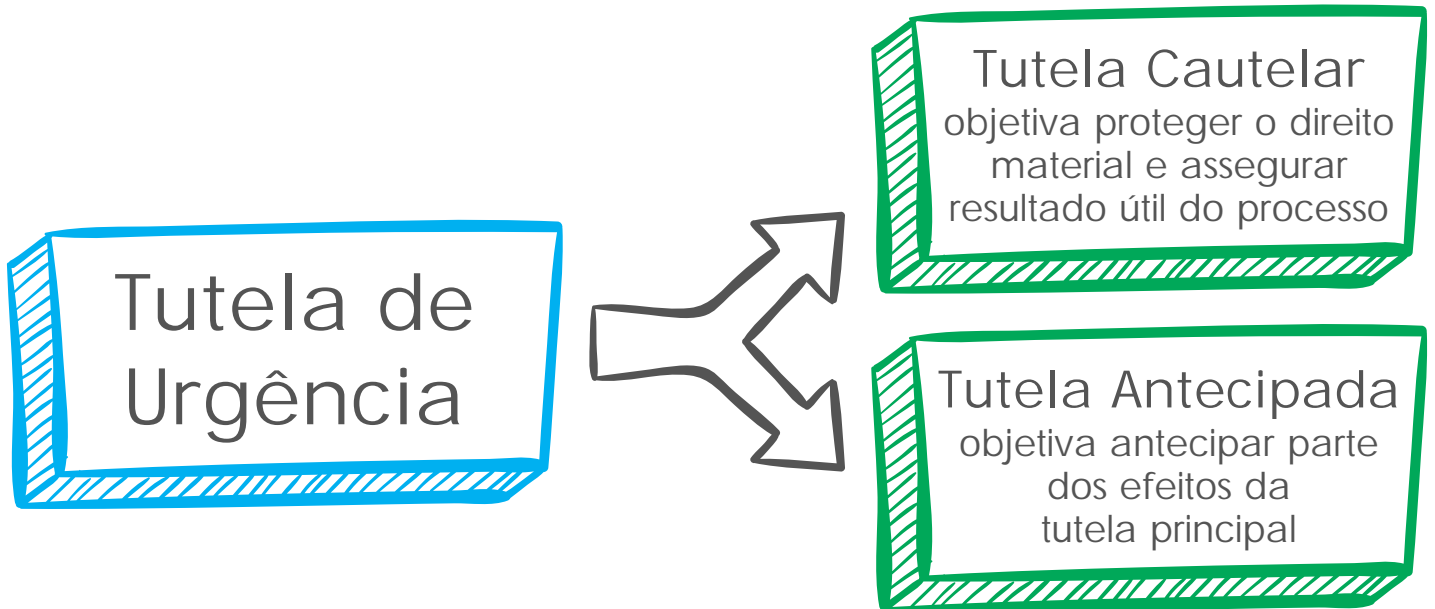 Tutela de
Urgência
Tutela Cautelar
objetiva proteger o direito
material e assegurar
resultado útil do processo
Tutela Antecipada
objetiva antecipar parte
dos efeitos da
tutela principal